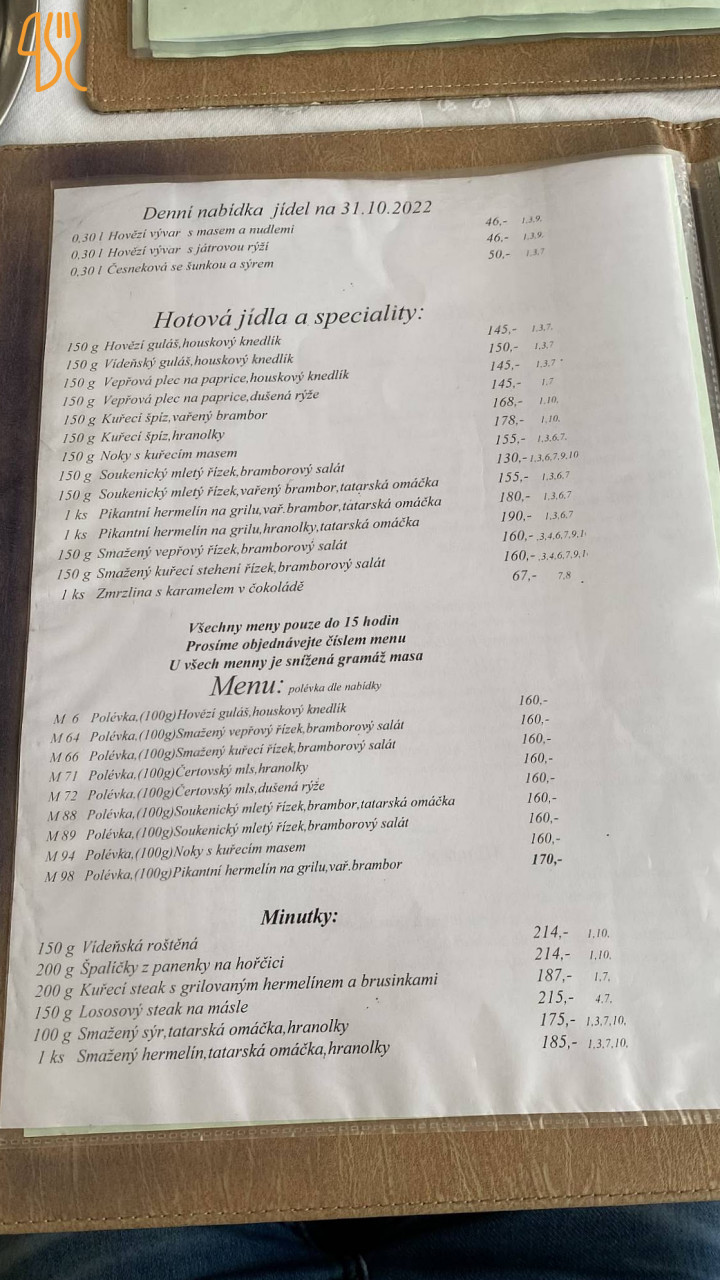 Denní nabídka jídel na 31.10.2022
0,30 l Hovězí vývar s masem a nudlemi 46,- 1,3,9,
0,30 l Hovězí vývar s játrovou rýží 46,- 1,3,9.
0,30 l Česneková se šunkou a sýrem 50,- 1,3,7
Hotová jídla a speciality:
150 g Hovězí guláš,houskový knedlík 145,- 1,3,7.
150 g Vídeňský guláš,houskový knedlík 150,- 1,3,7
150 g Vepřová plec na paprice,houskový knedlík 145,- 1,3,7
150 g Vepřová plec na paprice,dušená rýže 145,- 1,7
150 g Kuřecí špíz,vařený brambor 168,- 1,10,
150 g Kuřecí špíz,hranolky 178,- 1,10,
150 g Noky s kuřecím masem 155,- 1,3,6,7,
150 g Soukenický mletý řízek,bramborový salát 130,- 1,3,6,7,9,10
150 g Soukenický mletý řízek,vařený brambor,tatarská omáčka 155,- 1,3,6,7
1 ks Pikantní hermelín na grilu,vař.brambor,tatarská omáčka 180,- 1,3,6,7
1 ks Pikantní hermelín na grilu,hranolky,tatarská omáčka 190,- 1,3,6,7
150 g Smažený vepřový řízek,bramborový salát 160,- ,3,4,6,7,9,1
150 g Smažený kuřecí stehení řízek,bramborový salát 160,- ,3,4,6,7,9,1
1 ks Zmrzlina s karamelem v čokoládě 67,- 7,8
Všechny meny pouze do 15 hodin
Prosíme objednávejte číslem menu
U všech menny je snížená gramáž masa
Menu: polévka dle nabídky
M 6 Polévka,(100g)Hovězí guláš,houskový knedlík 160,-
M 64 Polévka,(100g)Smažený vepřový řízek,bramborový salát 160,-
M 66 Polévka,(100g)Smažený kuřecí řízek,bramborový salát 160,-
M 71 Polévka,(100g)Čertovský mls,hranolky 160,-
M 72 Polévka,(100g)Čertovský mls,dušená rýže 160,-
M 88 Polévka,(100g)Soukenický mletý řízek,brambor,tatarská omáčka 160,-
M 89 Polévka,(100g)Soukenický mletý řízek,bramborový salát 160,-
M 94 Polévka,(100g)Noky s kuřecím masem 160,-
M 98 Polévka,(100g)Pikantní hermelín na grilu,vař.brambor 170,-
Minutky:
150 g Vídeňská roštěná 214,- 1,10,
200 g Špalíčky z panenky na hořčici 214,- 1,10,
200 g Kuřecí steak s grilovaným hermelínem a brusinkami 187,- 1,7,
150 g Lososový steak na másle 215,- 4,7,
100 g Smažený sýr,tatarská omáčka,hranolky 175,- 1,3,7,10,
1 ks Smažený hermelín,tatarská omáčka,hranolky 185,- 1,3,7,10,